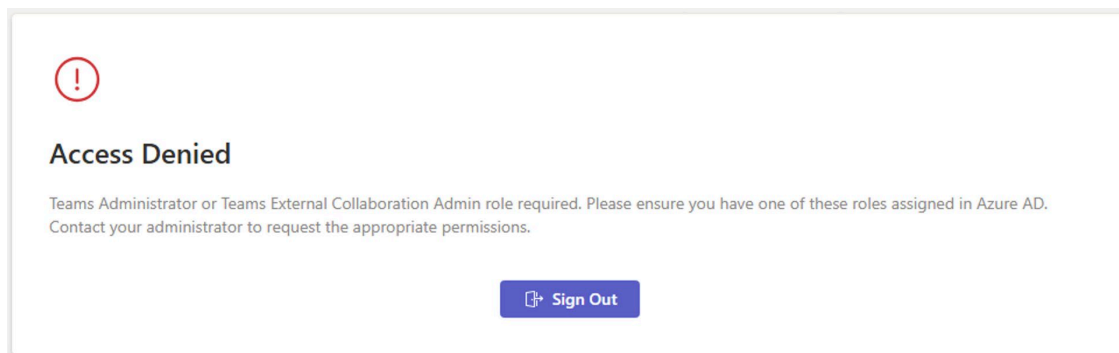 Access Denied
Teams Administrator or Teams External Collaboration Admin role required. Please ensure you have one of these roles assigned in Azure AD.
Contact your administrator to request the appropriate permissions.
Sign Out